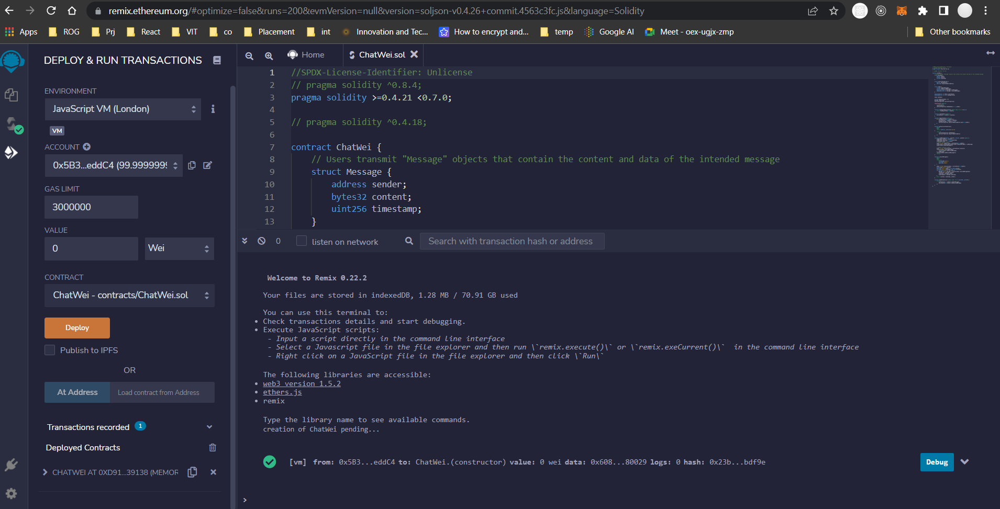 remix.ethereum.org/#optimize=false&runs=200&evmVersion=null&version=soljson-v0.4.26+commit.4563c3fc.js&language=Solidity
Apps ROG Prj React VIT co Placement int Innovation and Tec... How to encrypt and... temp Google AI Meet - oex-ugjx-zmp Other bookmarks
DEPLOY & RUN TRANSACTIONS
ENVIRONMENT
JavaScript VM (London)
VM
ACCOUNT
0x5B3...eddC4 (99.9999999
GAS LIMIT
3000000
VALUE
0
Wei
CONTRACT
ChatWei - contracts/ChatWei.sol
Deploy
Publish to IPFS
OR
At Address
Load contract from Address
Transactions recorded 1
Deployed Contracts
CHATWEI AT 0XD91...39138 (MEMOR
Home
ChatWei.sol
1 //SPDX-License-Identifier: Unlicense
2 // pragma solidity ^0.8.4;
3 pragma solidity >=0.4.21 <0.7.0;
4
5 // pragma solidity ^0.4.18;
6
7 contract ChatWei {
8 // Users transmit "Message" objects that contain the content and data of the intended message
9 struct Message {
10 address sender;
11 bytes32 content;
12 uint256 timestamp;
13 }
0 listen on network Search with transaction hash or address
Welcome to Remix 0.22.2
Your files are stored in indexedDB, 1.28 MB / 70.91 GB used
You can use this terminal to:
• Check transactions details and start debugging.
• Execute JavaScript scripts:
- Input a script directly in the command line interface
- Select a Javascript file in the file explorer and then run \`remix.execute()\` or \`remix.exeCurrent()\` in the command line interface
- Right click on a JavaScript file in the file explorer and then click \`Run\`
The following libraries are accessible:
• web3 version 1.5.2
• ethers.js
• remix
Type the library name to see available commands.
creation of ChatWei pending...
[vm] from: 0x5B3...eddC4 to: ChatWei.(constructor) value: 0 wei data: 0x608...80029 logs: 0 hash: 0x23b...bdf9e
Debug
>